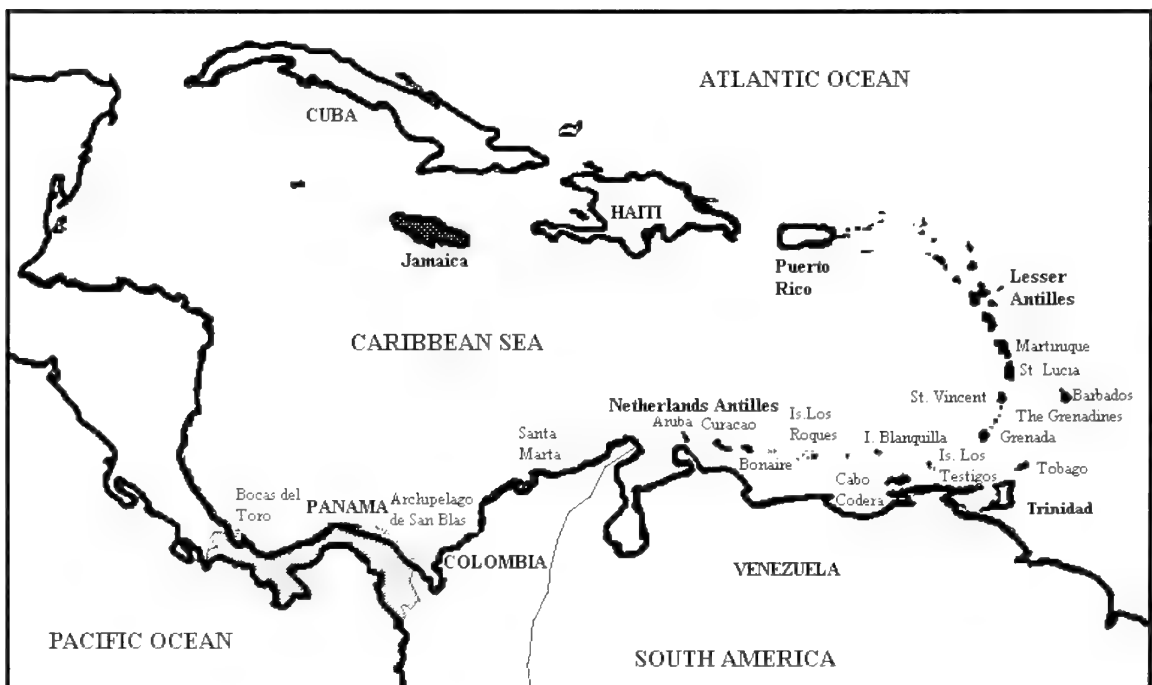 ATLANTIC OCEAN
CUBA
HAITI
Jamaica
Puerto
Rico
Lesser
Antilles
CARIBBEAN SEA
Martinique
St. Lucia
St. Vincent
Barbados
The Grenadines
Netherlands Antilles
Aruba
Curacao
Is.Los
Roques
Grenada
Santa
Marta
I. Blanquilla
Bonaire
Is. Los
Testigos
Tobago
Cabo
Codera
Bocas del
Toro
PANAMA
Archipelago
de San Blas
Trinidad
COLOMBIA
VENEZUELA
PACIFIC OCEAN
SOUTH AMERICA